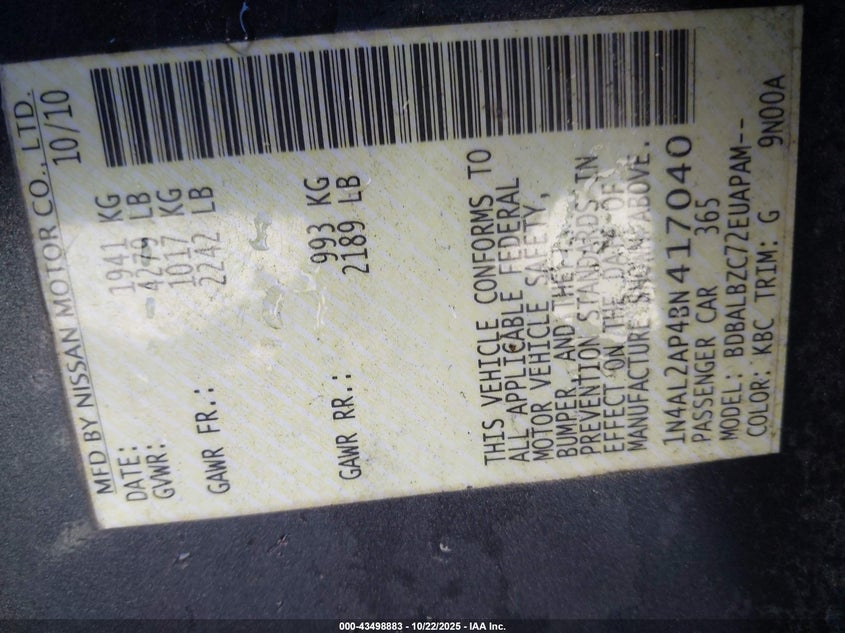 MFD BY NISSAN MOTOR CO., LTD.
DATE: 10/10
GVWR: 1941 KG
4279 LB
GAWR FR.: 1017 KG
2242 LB
GAWR RR.: 993 KG
2189 LB
THIS VEHICLE CONFORMS TO
ALL APPLICABLE FEDERAL
MOTOR VEHICLE SAFETY,
BUMPER AND THEFT
PREVENTION STANDARDS IN
EFFECT ON THE DATE OF
MANUFACTURE SHOWN ABOVE.
1N4AL2AP4BN417040
PASSENGER CAR 365
MODEL: BDBALBZC72EUAPAM--
COLOR: KBC TRIM: G 9N00A
000-43498883 - 10/22/2025 - IAA Inc.